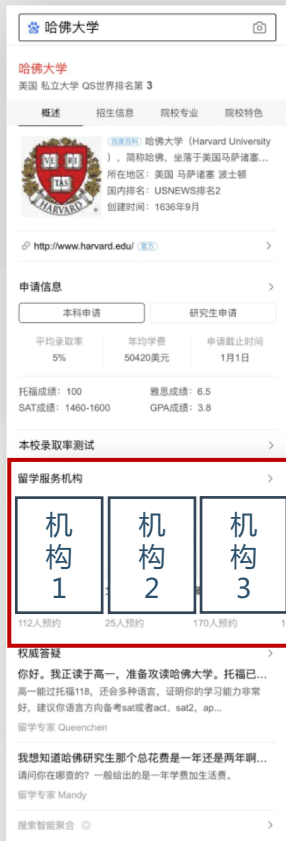 哈佛大学
哈佛大学
美国 私立大学 QS世界排名第 3
概述 招生信息 院校专业 院校特色
VE RI
TAS
HARVARD
百度百科 哈佛大学（Harvard University
），简称哈佛，坐落于美国马萨诸塞...
所在地区：美国 马萨诸塞 波士顿
国内排名：USNEWS排名2
创建时间：1636年9月
http://www.harvard.edu/ 官方
申请信息
本科申请 研究生申请
平均录取率 年均学费 申请截止时间
5% 50420美元 1月1日
托福成绩：100 雅思成绩：6.5
SAT成绩：1460-1600 GPA成绩：3.8
本校录取率测试
留学服务机构
机构1 机构2 机构3
112人预约 25人预约 170人预约 1
权威答疑
你好。我正读于高一，准备攻读哈佛大学。托福已...
高一能过托福118，还会多种语言，证明你的学习能力非常
好，建议你语言方向备考sat或者act，sat2，ap...
留学专家 Queenchen
我想知道哈佛研究生那个总花费是一年还是两年啊...
请问你在哪查的？一般给出的是一年学费加生活费。
留学专家 Mandy
搜索智能聚合